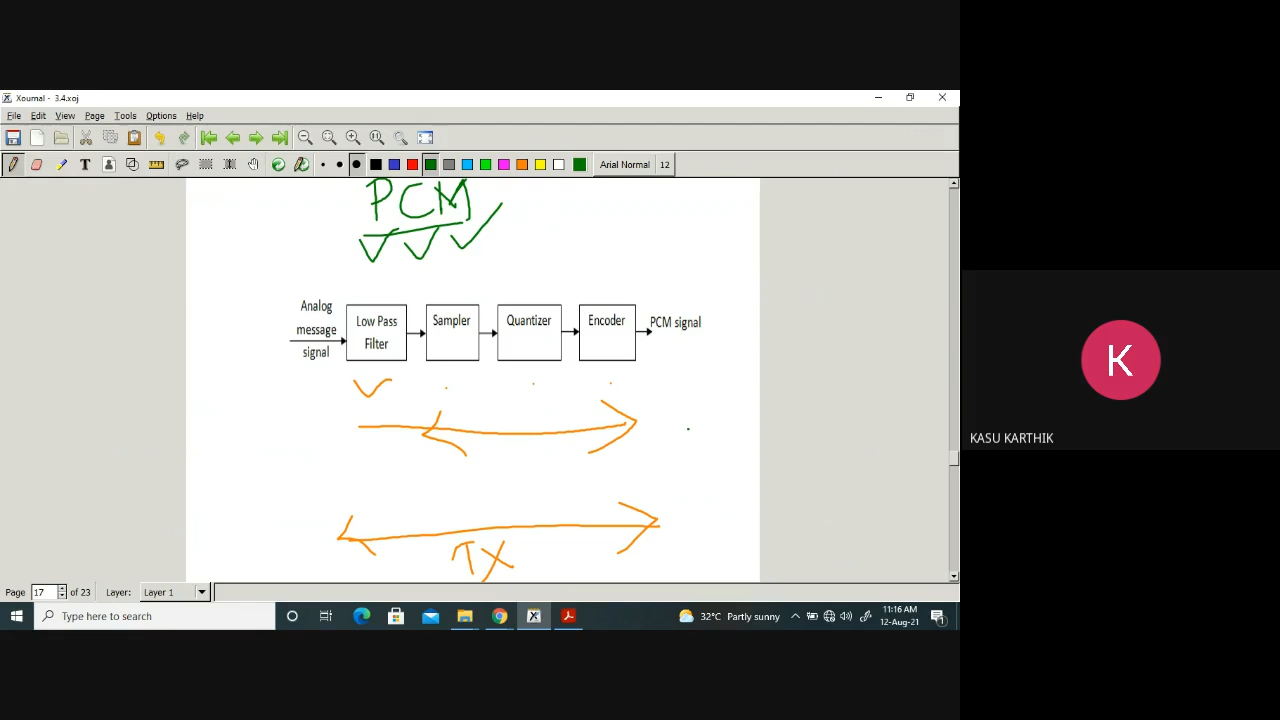 Xournal - 3.4.xoj
File Edit View Page Tools Options Help
Arial Normal 12
PCM
Analog
message
signal
Low Pass
Filter
Sampler
Quantizer
Encoder
PCM signal
TX
K
KASU KARTHIK
Page 17 of 23 Layer: Layer 1
Type here to search
32°C Partly sunny
11:16 AM
12-Aug-21
1